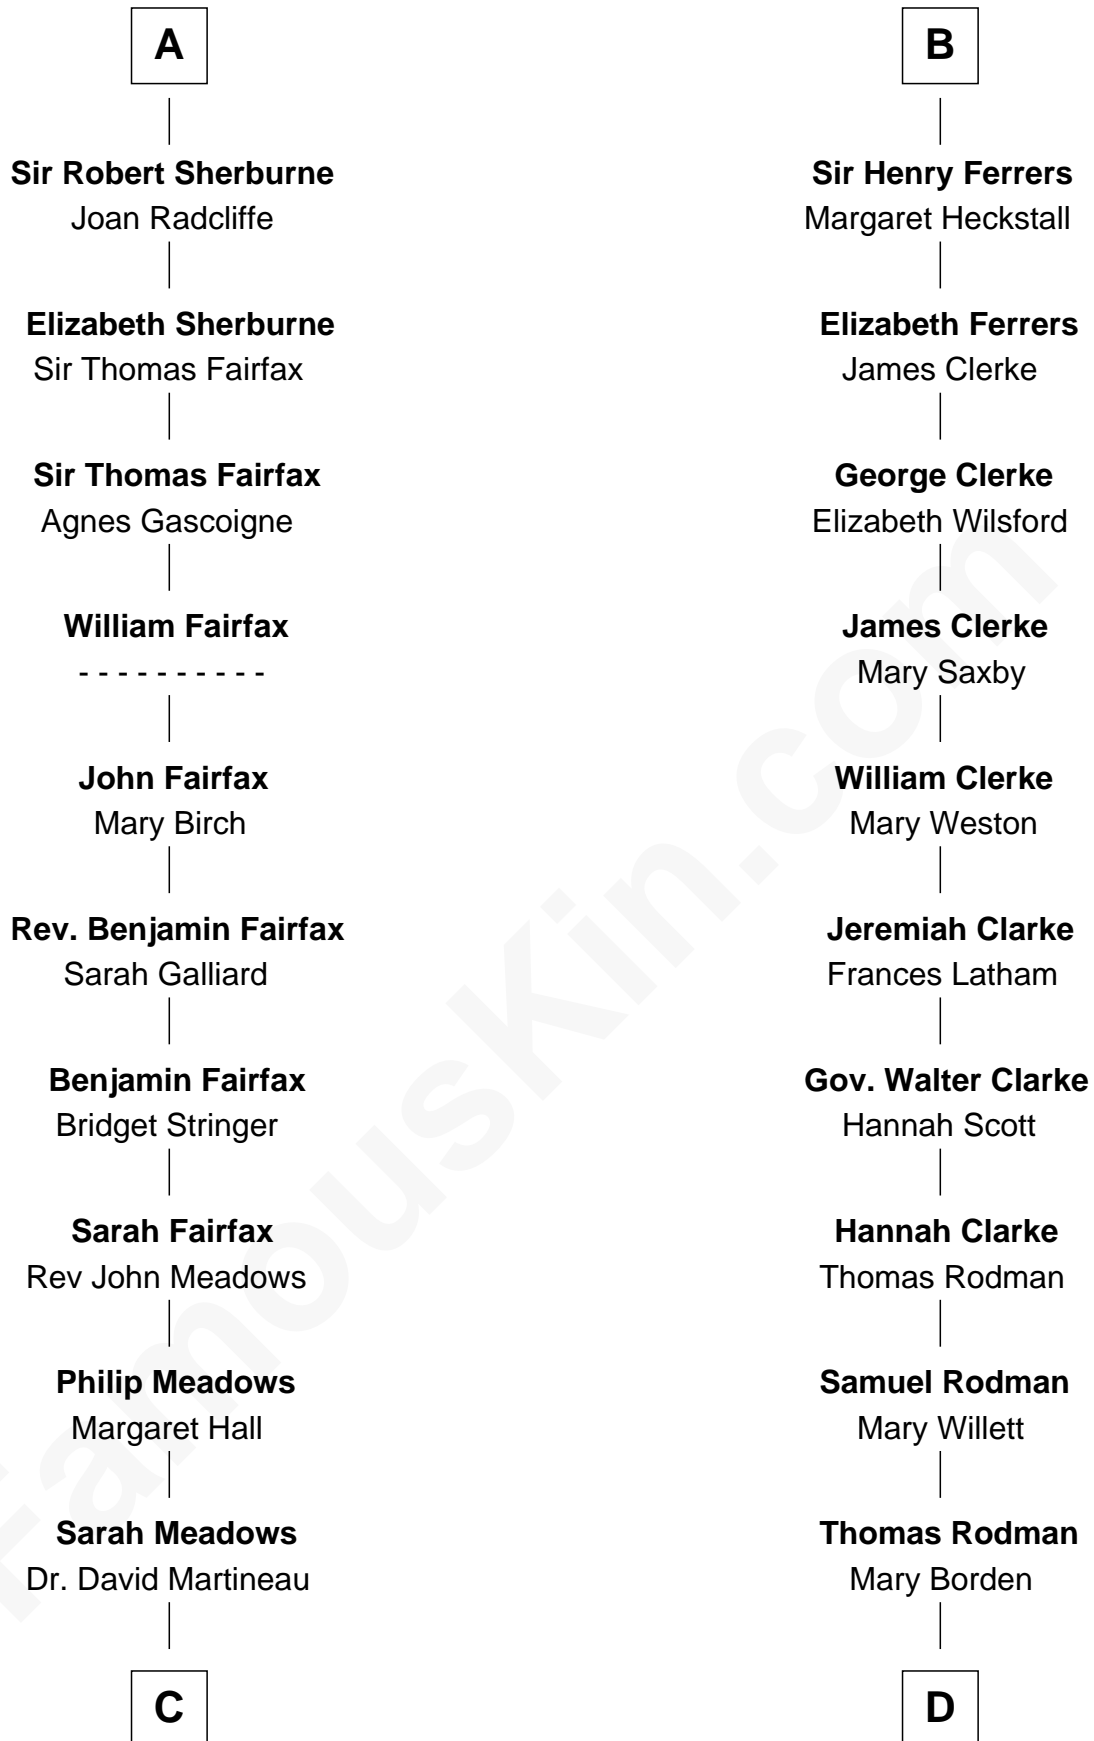 A
Sir Robert Sherburne
Joan Radcliffe
Elizabeth Sherburne
Sir Thomas Fairfax
Sir Thomas Fairfax
Agnes Gascoigne
William Fairfax
- - - - - - - - - -
John Fairfax
Mary Birch
Rev. Benjamin Fairfax
Sarah Galliard
Benjamin Fairfax
Bridget Stringer
Sarah Fairfax
Rev John Meadows
Philip Meadows
Margaret Hall
Sarah Meadows
Dr. David Martineau
C
B
Sir Henry Ferrers
Margaret Heckstall
Elizabeth Ferrers
James Clerke
George Clerke
Elizabeth Wilsford
James Clerke
Mary Saxby
William Clerke
Mary Weston
Jeremiah Clarke
Frances Latham
Gov. Walter Clarke
Hannah Scott
Hannah Clarke
Thomas Rodman
Samuel Rodman
Mary Willett
Thomas Rodman
Mary Borden
D
FamousKin.com